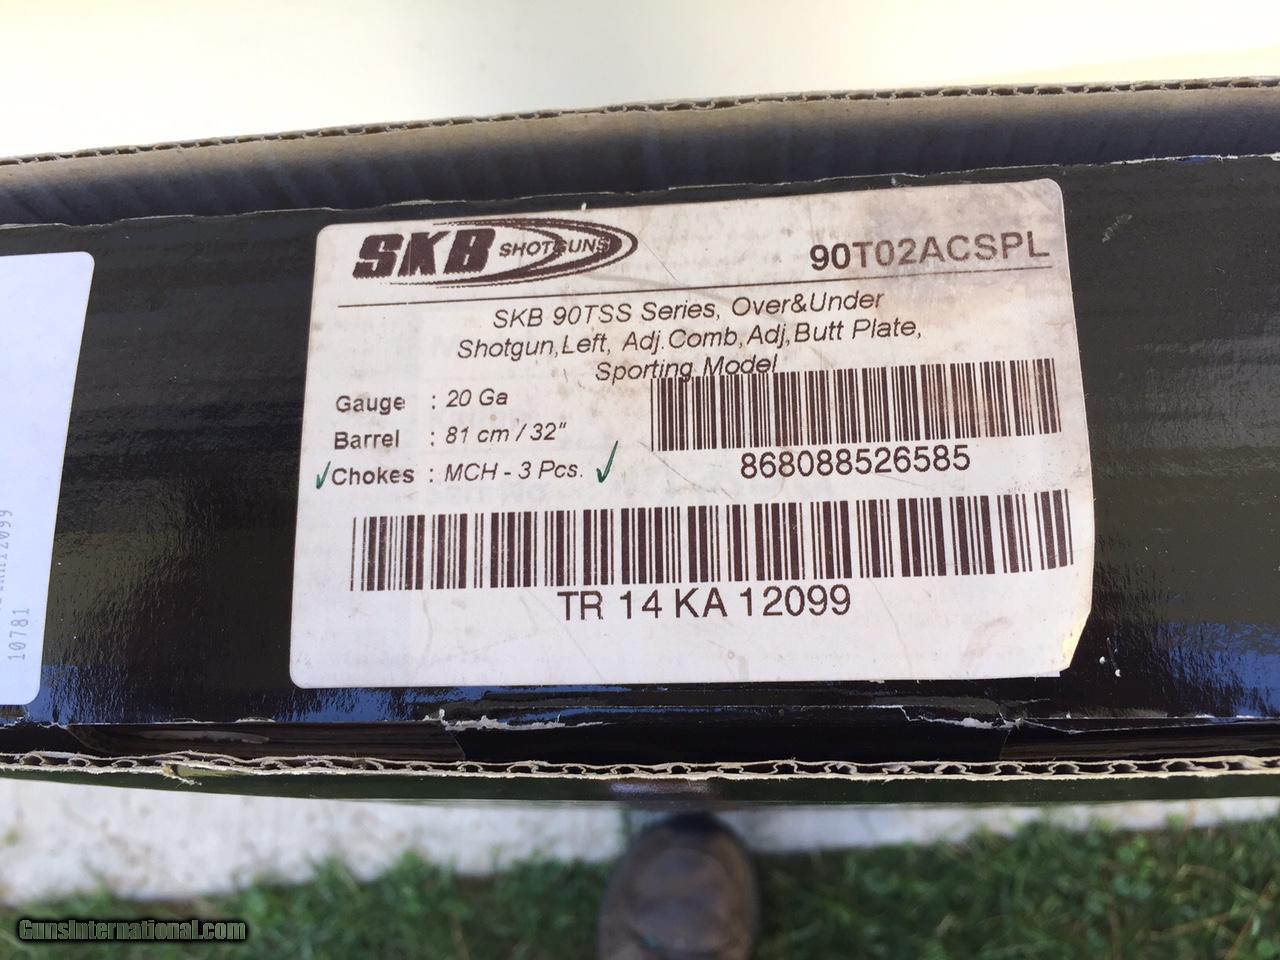 SKB SHOTGUNS
90T02ACSPL
SKB 90TSS Series, Over&Under
Shotgun,Left, Adj.Comb,Adj,Butt Plate,
Sporting Model
Gauge : 20 Ga
Barrel : 81 cm / 32"
Chokes : MCH - 3 Pcs.
868088526585
TR 14 KA 12099
10781
GunsInternational.com